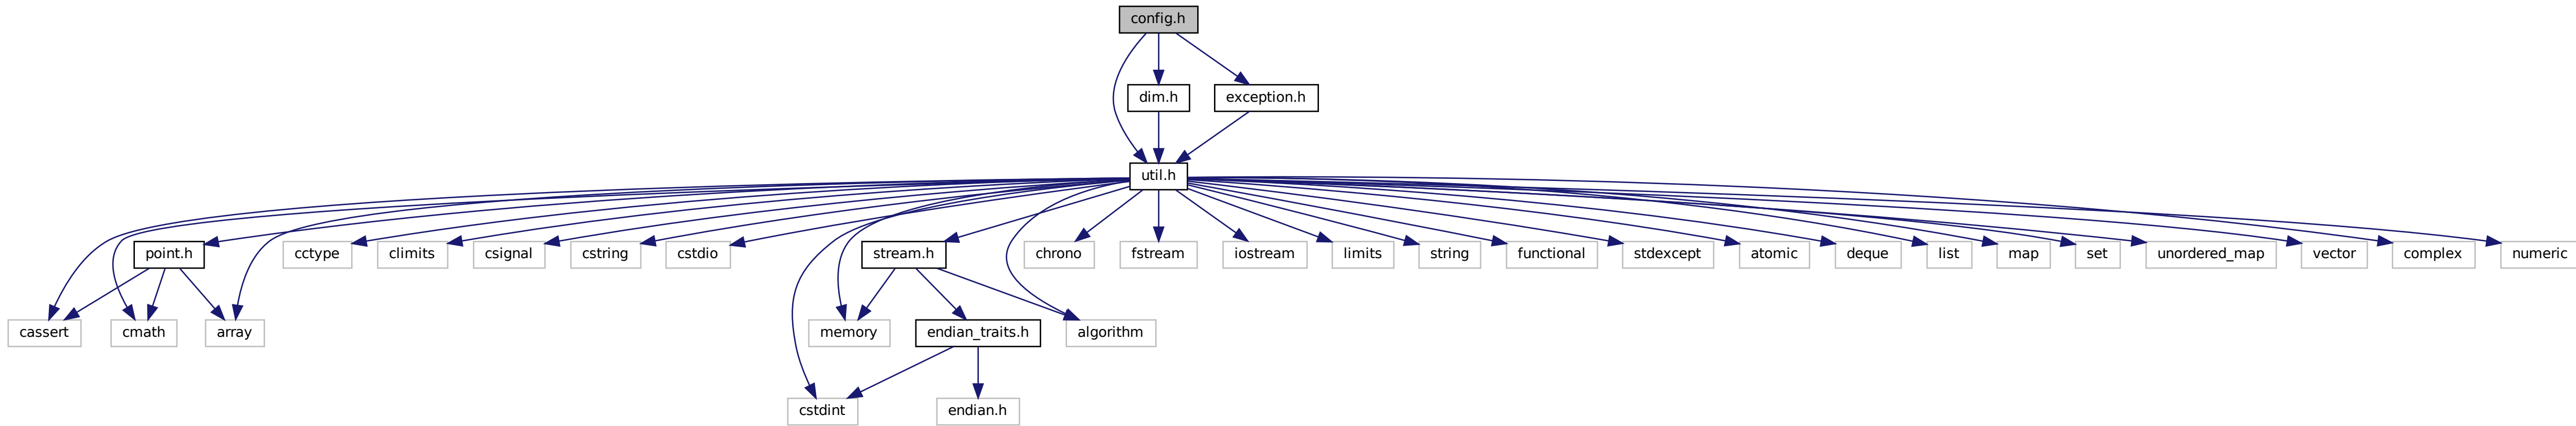 config.h
dim.h
exception.h
util.h
point.h
cctype
climits
csignal
cstring
cstdio
stream.h
chrono
fstream
iostream
limits
string
functional
stdexcept
atomic
deque
list
map
set
unordered_map
vector
complex
numeric
cassert
cmath
array
memory
endian_traits.h
algorithm
cstdint
endian.h